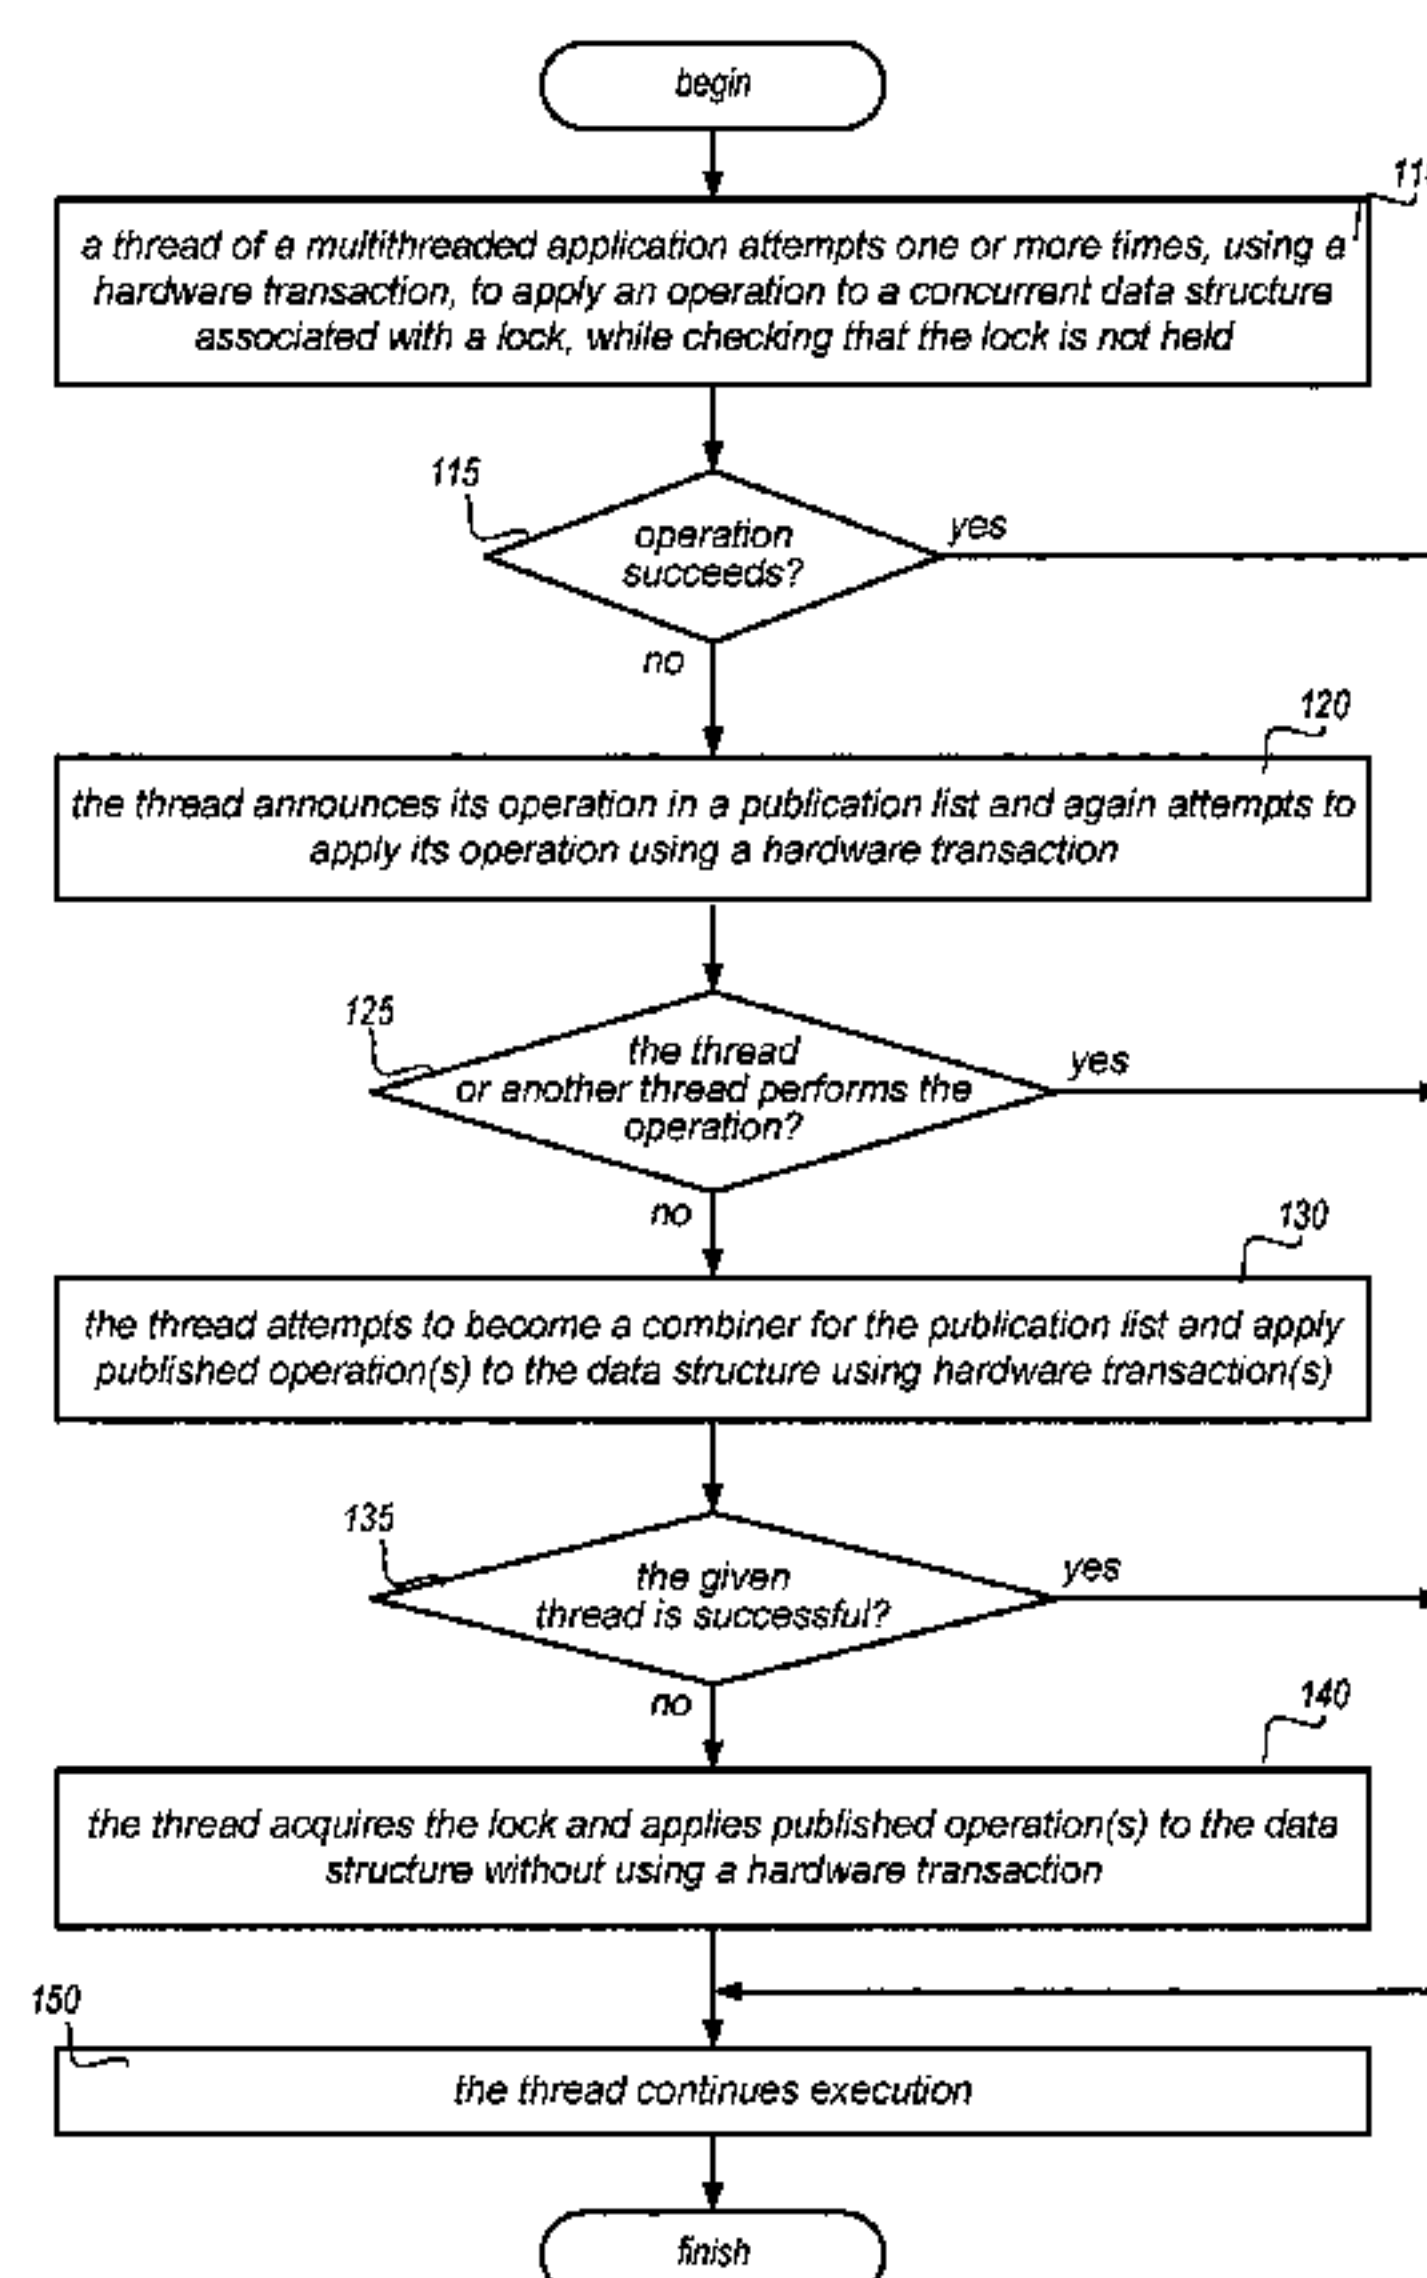 begin
a thread of a multithreaded application attempts one or more times, using a
hardware transaction, to apply an operation to a concurrent data structure
associated with a lock, while checking that the lock is not held
115
operation
succeeds?
yes
no
120
the thread announces its operation in a publication list and again attempts to
apply its operation using a hardware transaction
125
the thread
or another thread performs the
operation?
yes
no
130
the thread attempts to become a combiner for the publication list and apply
published operation(s) to the data structure using hardware transaction(s)
135
the given
thread is successful?
yes
no
140
the thread acquires the lock and applies published operation(s) to the data
structure without using a hardware transaction
150
the thread continues execution
finish